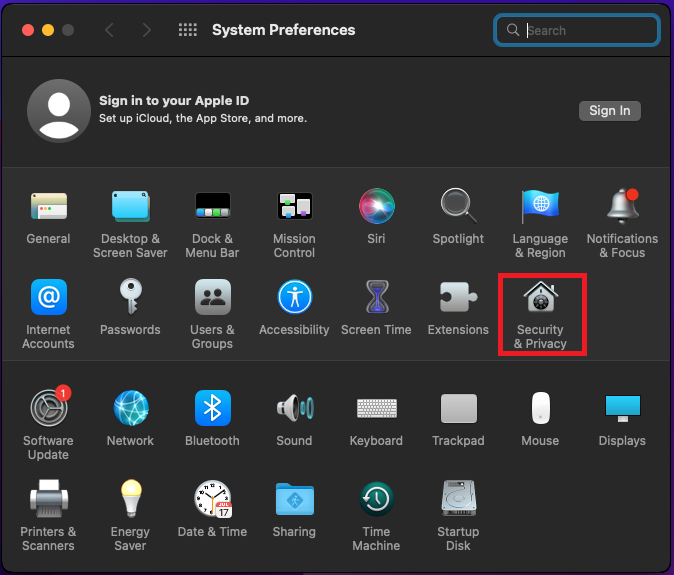 System Preferences
Search
Sign in to your Apple ID
Set up iCloud, the App Store, and more.
Sign In
General
Desktop &
Screen Saver
Dock &
Menu Bar
Mission
Control
Siri
Spotlight
Language
& Region
Notifications
& Focus
Internet
Accounts
Passwords
Users &
Groups
Accessibility
Screen Time
Extensions
Security
& Privacy
1
Software
Update
Network
Bluetooth
Sound
Keyboard
Trackpad
Mouse
Displays
Printers &
Scanners
Energy
Saver
JUL
17
Date & Time
Sharing
Time
Machine
Startup
Disk